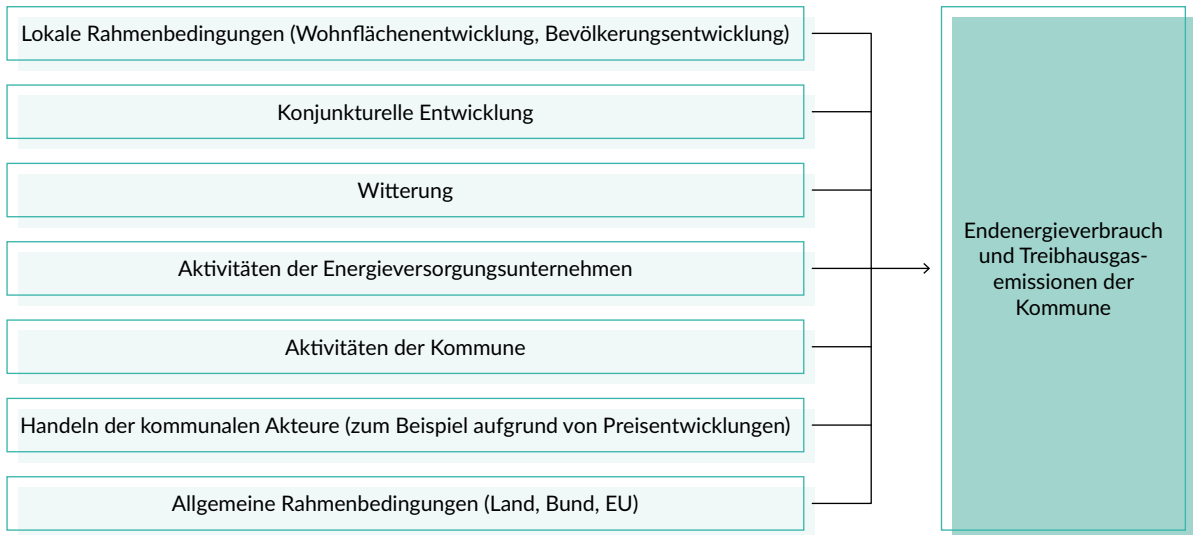 Lokale Rahmenbedingungen (Wohnflächenentwicklung, Bevölkerungsentwicklung)
Konjunkturelle Entwicklung
Witterung
Aktivitäten der Energieversorgungsunternehmen
Aktivitäten der Kommune
Handeln der kommunalen Akteure (zum Beispiel aufgrund von Preisentwicklungen)
Allgemeine Rahmenbedingungen (Land, Bund, EU)
Endenergieverbrauch
und Treibhausgas-
emissionen der
Kommune